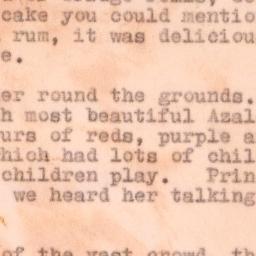 cake you could mentio
rum, it was deliciou
e.
er round the grounds.
h most beautiful Azal
urs of reds, purple a
hich had lots of chil
children play. Prin
we heard her talking
of the vast crowd, th